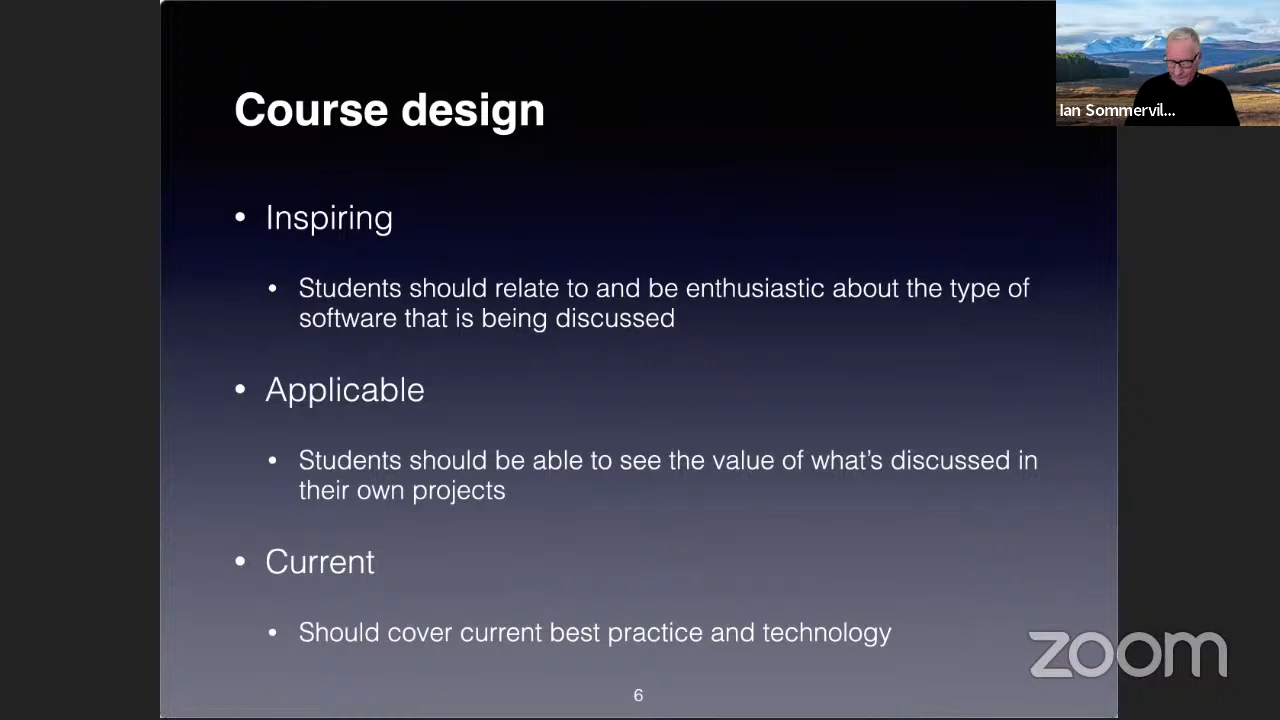 Course design
Ian Sommervil...
• Inspiring
• Students should relate to and be enthusiastic about the type of
software that is being discussed
• Applicable
• Students should be able to see the value of what's discussed in
their own projects
• Current
• Should cover current best practice and technology
zoom
6